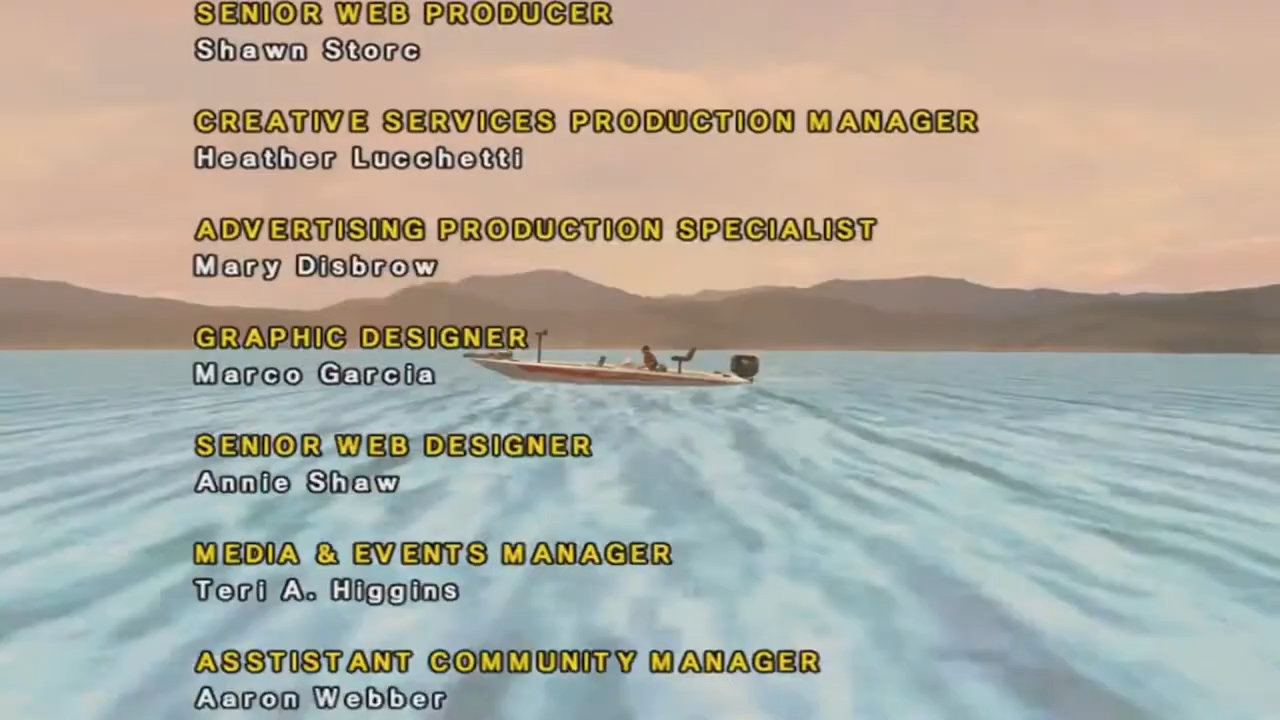 SENIOR WEB PRODUCER
Shawn Storc
CREATIVE SERVICES PRODUCTION MANAGER
Heather Lucchetti
ADVERTISING PRODUCTION SPECIALIST
Mary Disbrow
GRAPHIC DESIGNER
Marco Garcia
SENIOR WEB DESIGNER
Annie Shaw
MEDIA & EVENTS MANAGER
Teri A. Higgins
ASSTISTANT COMMUNITY MANAGER
Aaron Webber